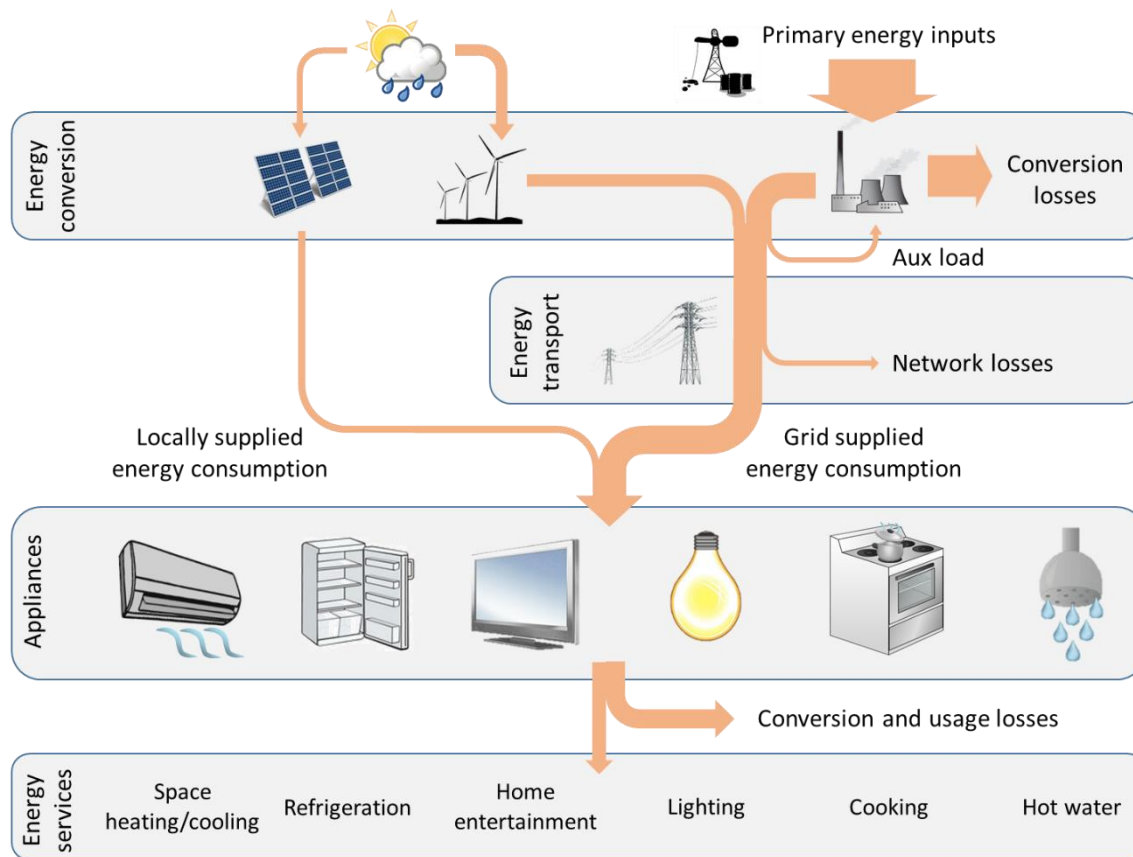 Primary energy inputs
Energy
conversion
Conversion
losses
Aux load
Energy
transport
Network losses
Locally supplied
energy consumption
Grid supplied
energy consumption
Appliances
Conversion and usage losses
Energy
services
Space
heating/cooling
Refrigeration
Home
entertainment
Lighting
Cooking
Hot water